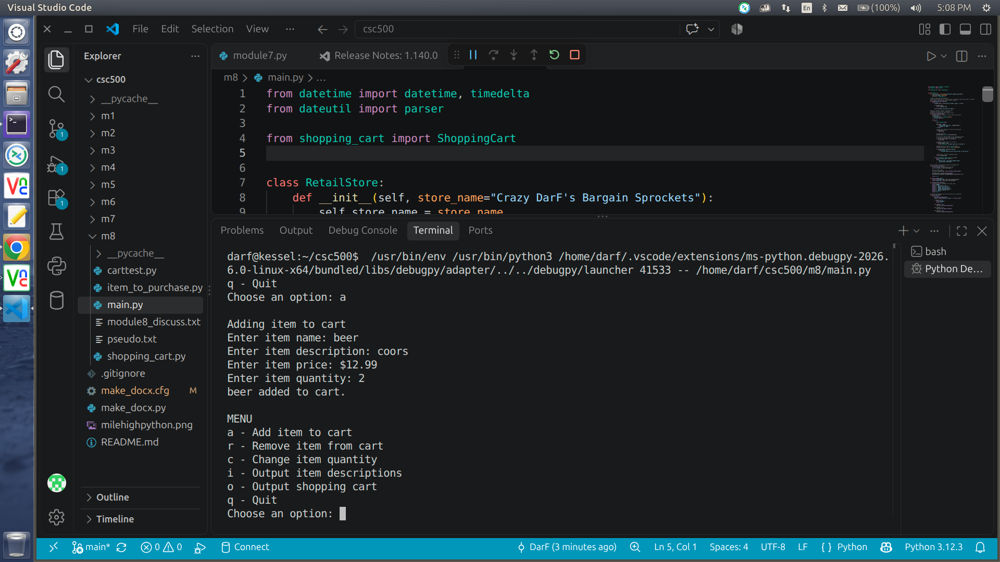 Visual Studio Code
En
(100%)
5:08 PM
File
Edit
Selection
View
csc500
Explorer
csc500
__pycache__
m1
m2
m3
m4
m5
m6
m7
m8
__pycache__
carttest.py
item_to_purchase.py
main.py
module8_discuss.txt
pseudo.txt
shopping_cart.py
.gitignore
make_docx.cfg M
make_docx.py
milehighpython.png
README.md
Outline
Timeline
1
1
1
module7.py
Release Notes: 1.140.0
m8 > main.py > ...
1 from datetime import datetime, timedelta
2 from dateutil import parser
3
4 from shopping_cart import ShoppingCart
5
6
7 class RetailStore:
8 def __init__(self, store_name="Crazy DarF's Bargain Sprockets"):
9 self.store_name = store_name
Problems
Output
Debug Console
Terminal
Ports
darf@kessel:~/csc500$ /usr/bin/env /usr/bin/python3 /home/darf/.vscode/extensions/ms-python.debugpy-2026.
6.0-linux-x64/bundled/libs/debugpy/adapter/../../debugpy/launcher 41533 -- /home/darf/csc500/m8/main.py
q - Quit
Choose an option: a
Adding item to cart
Enter item name: beer
Enter item description: coors
Enter item price: $12.99
Enter item quantity: 2
beer added to cart.
MENU
a - Add item to cart
r - Remove item from cart
c - Change item quantity
i - Output item descriptions
o - Output shopping cart
q - Quit
Choose an option:
bash
Python De...
main*
0
0
Connect
DarF (3 minutes ago)
Ln 5, Col 1
Spaces: 4
UTF-8
LF
{ } Python
Python 3.12.3